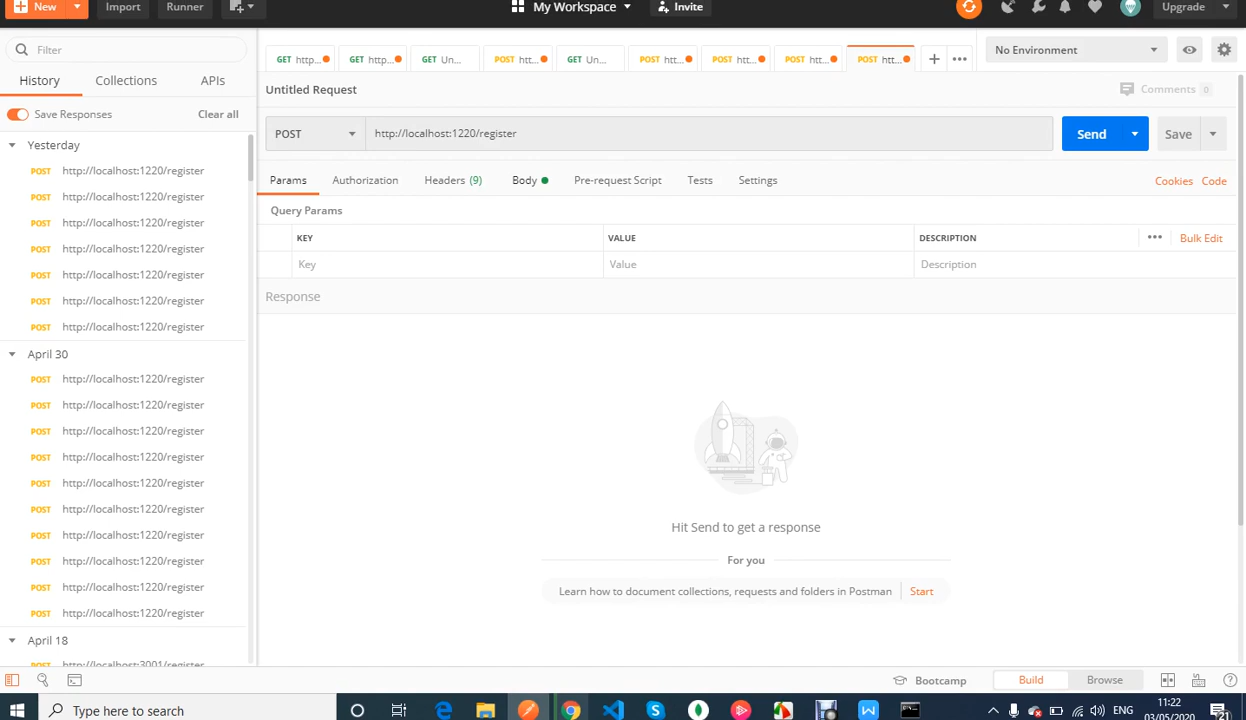 New Import Runner My Workspace Invite Upgrade
Filter
History Collections APIs
Save Responses Clear all
Yesterday
POST http://localhost:1220/register
POST http://localhost:1220/register
POST http://localhost:1220/register
POST http://localhost:1220/register
POST http://localhost:1220/register
POST http://localhost:1220/register
POST http://localhost:1220/register
April 30
POST http://localhost:1220/register
POST http://localhost:1220/register
POST http://localhost:1220/register
POST http://localhost:1220/register
POST http://localhost:1220/register
POST http://localhost:1220/register
POST http://localhost:1220/register
POST http://localhost:1220/register
POST http://localhost:1220/register
POST http://localhost:1220/register
April 18
POST http://localhost:3001/register
GET http... GET http... GET Un... POST htt... GET Un... POST htt... POST htt... POST htt... POST htt...
No Environment
Untitled Request Comments 0
POST http://localhost:1220/register Send Save
Params Authorization Headers (9) Body Pre-request Script Tests Settings Cookies Code
Query Params
KEY VALUE DESCRIPTION Bulk Edit
Key Value Description
Response
Hit Send to get a response
For you
Learn how to document collections, requests and folders in Postman Start
Bootcamp Build Browse
Type here to search ENG 11:22
03/05/2020 21